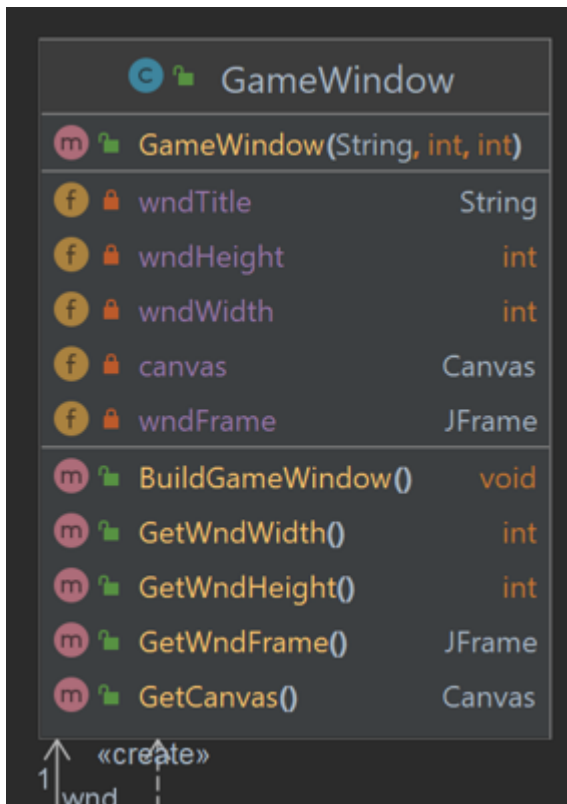 C GameWindow
m GameWindow(String, int, int)
f wndTitle String
f wndHeight int
f wndWidth int
f canvas Canvas
f wndFrame JFrame
m BuildGameWindow() void
m GetWndWidth() int
m GetWndHeight() int
m GetWndFrame() JFrame
m GetCanvas() Canvas
«create»
1
wnd